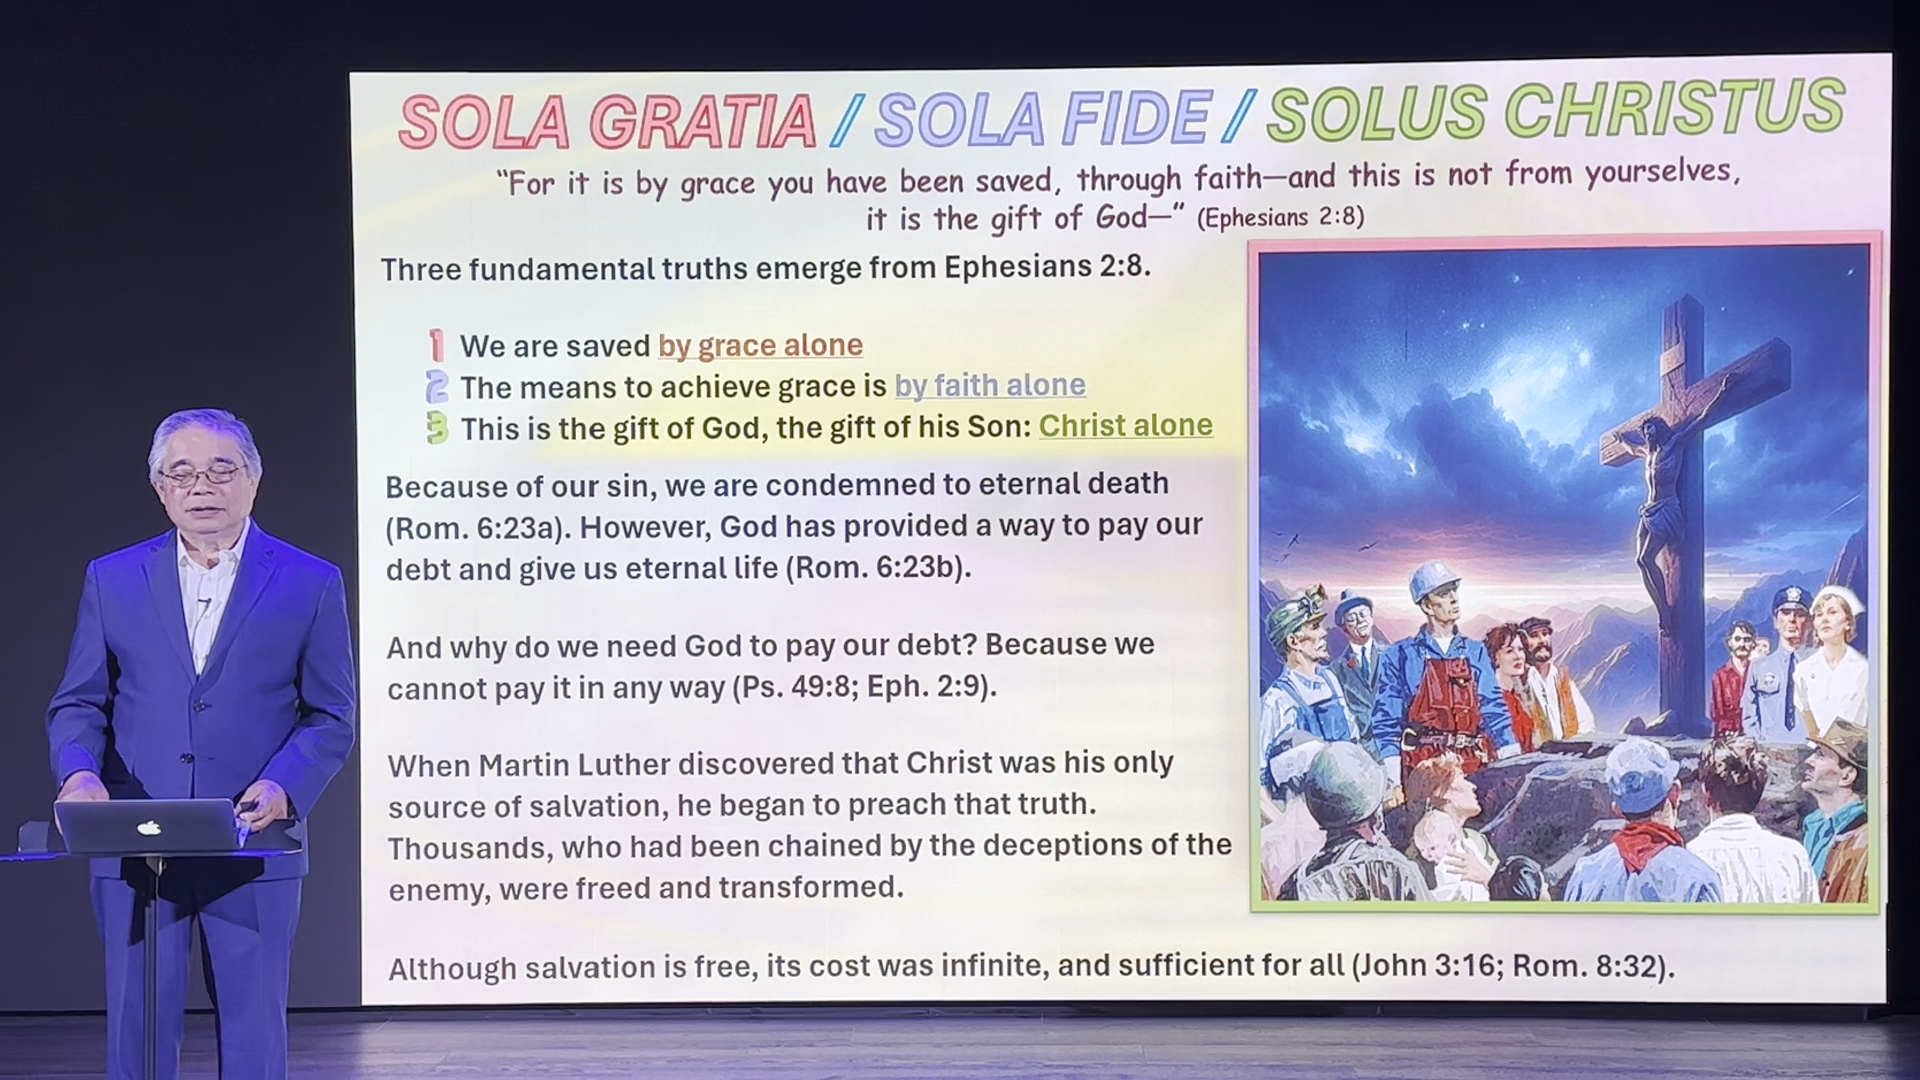 SOLA GRATIA / SOLA FIDE / SOLUS CHRISTUS
“For it is by grace you have been saved, through faith—and this is not from yourselves,
it is the gift of God—” (Ephesians 2:8)
Three fundamental truths emerge from Ephesians 2:8.
1 We are saved by grace alone
2 The means to achieve grace is by faith alone
3 This is the gift of God, the gift of his Son: Christ alone
Because of our sin, we are condemned to eternal death
(Rom. 6:23a). However, God has provided a way to pay our
debt and give us eternal life (Rom. 6:23b).
And why do we need God to pay our debt? Because we
cannot pay it in any way (Ps. 49:8; Eph. 2:9).
When Martin Luther discovered that Christ was his only
source of salvation, he began to preach that truth.
Thousands, who had been chained by the deceptions of the
enemy, were freed and transformed.
Although salvation is free, its cost was infinite, and sufficient for all (John 3:16; Rom. 8:32).